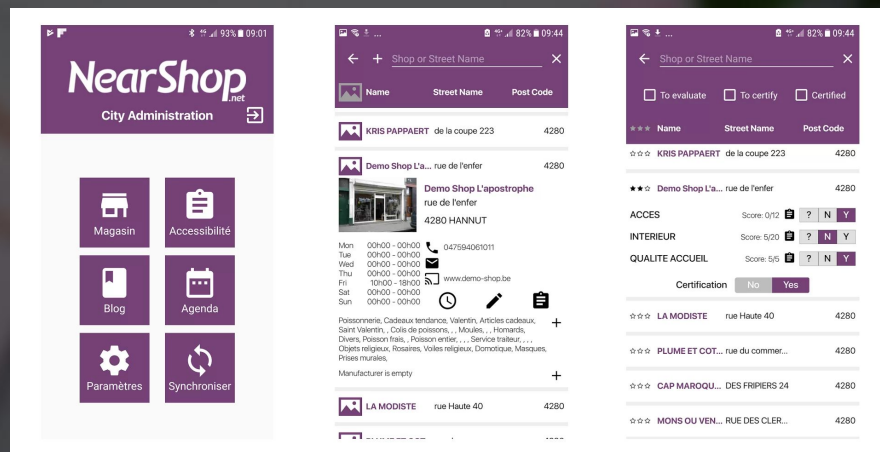 93% 09:01
NearShop
.net
City Administration
Magasin
Accessibilité
Blog
Agenda
Paramètres
Synchroniser
... 82% 09:44
Shop or Street Name
Name Street Name Post Code
KRIS PAPPAERT de la coupe 223 4280
Demo Shop L'a... rue de l'enfer 4280
Demo Shop L'apostrophe
rue de l'enfer
4280 HANNUT
Mon 00h00 - 00h00 047594061011
Tue 00h00 - 00h00
Wed 00h00 - 00h00
Thu 00h00 - 00h00
Fri 10h00 - 18h00 www.demo-shop.be
Sat 00h00 - 00h00
Sun 00h00 - 00h00
Poissonnerie, Cadeaux tendance, Valentin, Articles cadeaux,
Saint Valentin, , Colis de poissons, , , Moules, , , Homards,
Divers, Poisson frais, , Poisson entier, , , , Service traiteur, , , ,
Objets religieux, Rosaires, Voiles religieux, Domotique, Masques,
Prises murales,
Manufacturer is empty
LA MODISTE rue Haute 40 4280
... 82% 09:44
Shop or Street Name
To evaluate To certify Certified
Name Street Name Post Code
KRIS PAPPAERT de la coupe 223 4280
Demo Shop L'a... rue de l'enfer 4280
ACCES Score: 0/12 ? N Y
INTERIEUR Score: 5/20 ? N Y
QUALITE ACCUEIL Score: 5/5 ? N Y
Certification No Yes
LA MODISTE rue Haute 40 4280
PLUME ET COT... rue du commer... 4280
CAP MAROQU... DES FRIPIERS 24 4280
MONS OU VEN... RUE DES CLER... 4280